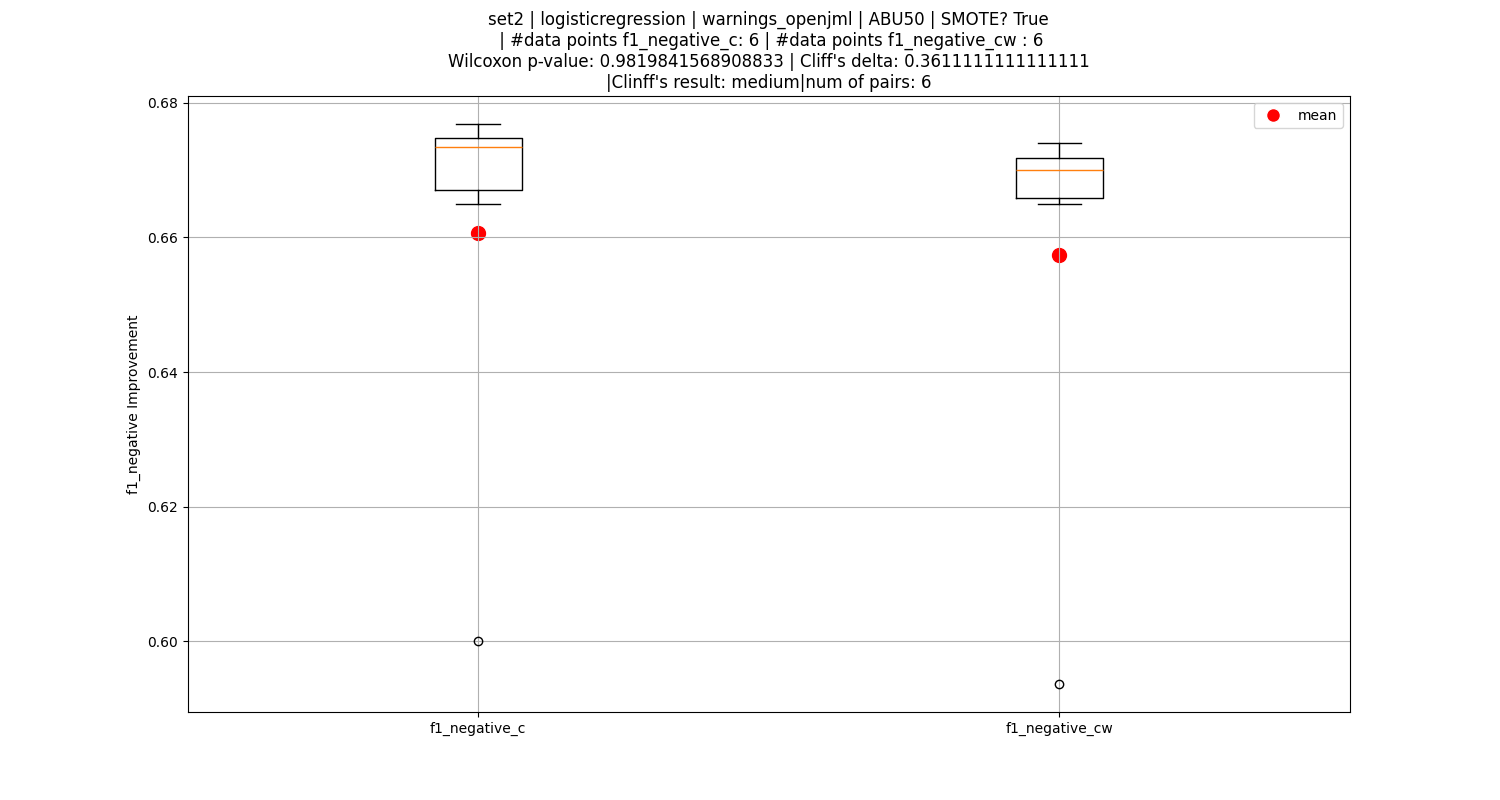 set2 | logisticregression | warnings_openjml | ABU50 | SMOTE? True
| #data points f1_negative_c: 6 | #data points f1_negative_cw : 6
Wilcoxon p-value: 0.9819841568908833 | Cliff's delta: 0.3611111111111111
|Clinff's result: medium|num of pairs: 6
mean
0.68
0.66
0.64
0.62
0.60
f1_negative Improvement
f1_negative_c
f1_negative_cw